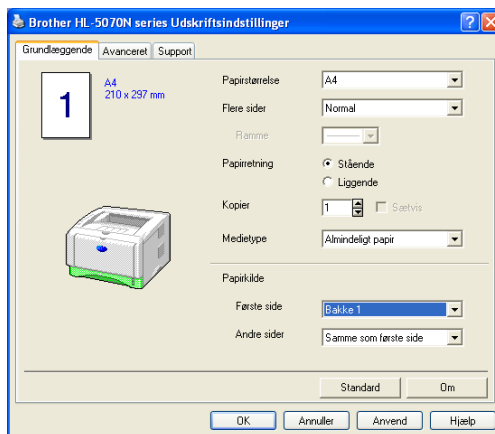 Brother HL-5070N series Udskriftsindstillinger
Grundlæggende Avanceret Support
1
A4
210 x 297 mm
Papirstørrelse A4
Flere sider Normal
Ramme
Papirretning Stående
Liggende
Kopier 1 Sætvis
Medietype Almindeligt papir
Papirkilde
Første side Bakke 1
Andre sider Samme som første side
Standard Om
OK Annuller Anvend Hjælp